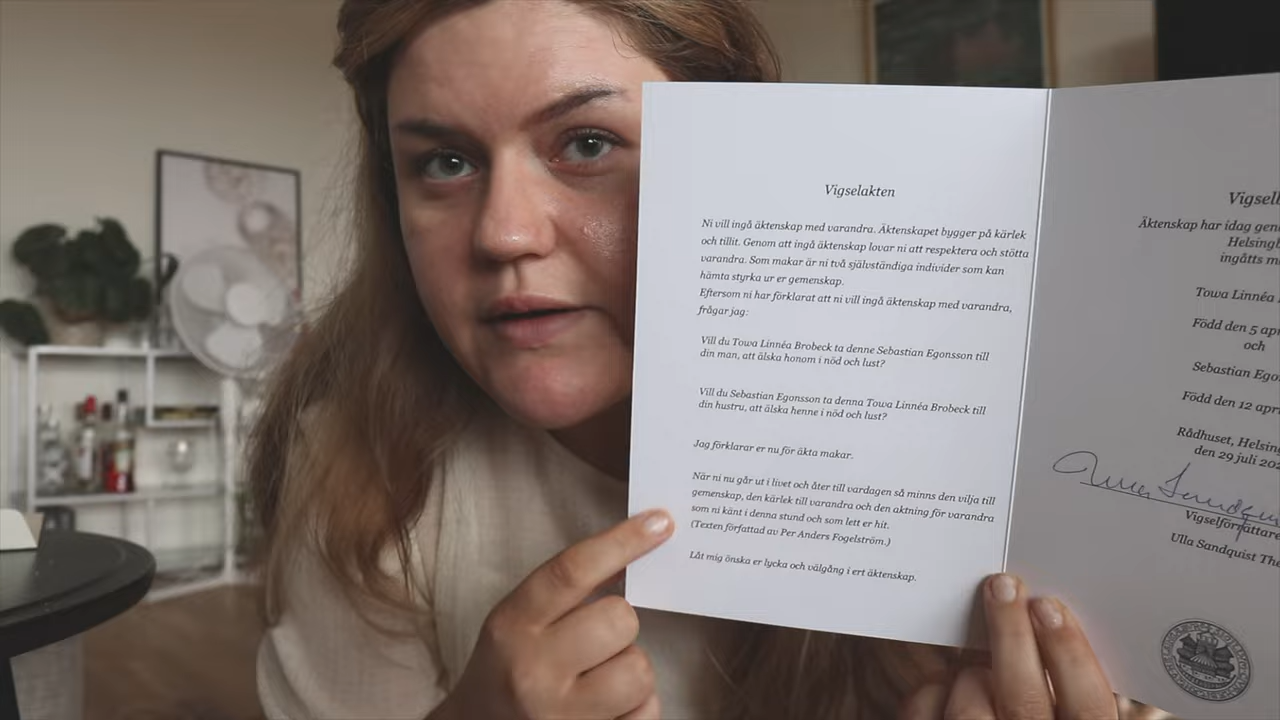 Vigselakten
Ni vill ingå äktenskap med varandra. Äktenskapet bygger på kärlek
och tillit. Genom att ingå äktenskap lovar ni att respektera och stötta
varandra. Som makar är ni två självständiga individer som kan
hämta styrka ur er gemenskap.
Eftersom ni har förklarat att ni vill ingå äktenskap med varandra,
frågar jag:
Vill du Towa Linnéa Brobeck ta denne Sebastian Egonsson till
din man, att älska honom i nöd och lust?
Vill du Sebastian Egonsson ta denna Towa Linnéa Brobeck till
din hustru, att älska henne i nöd och lust?
Jag förklarar er nu för äkta makar.
När ni nu går ut i livet och åter till vardagen så minns den vilja till
gemenskap, den kärlek till varandra och den aktning för varandra
som ni känt i denna stund och som lett er hit.
(Texten författad av Per Anders Fogelström.)
Låt mig önska er lycka och välgång i ert äktenskap.
Äktenskap har idag
ingåtts
Towa Linnéa
Född den 5
och
Sebastian
Född den 12
Rådhuset,
den 29 juli
Vigselförrättare
Ulla Sandquist